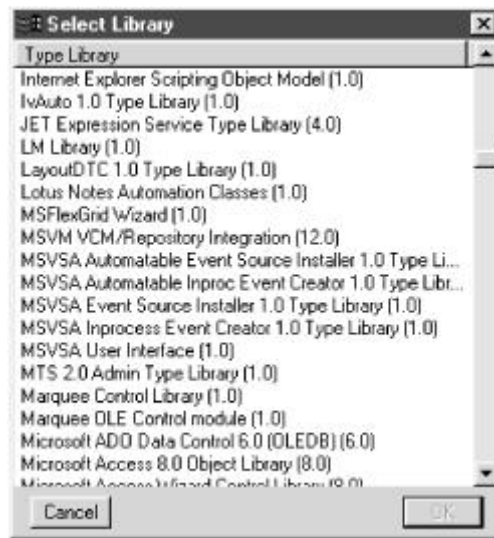 Select Library
Type Library
Internet Explorer Scripting Object Model (1.0)
IvAuto 1.0 Type Library (1.0)
JET Expression Service Type Library (4.0)
LM Library (1.0)
LayoutDTC 1.0 Type Library (1.0)
Lotus Notes Automation Classes (1.0)
MSFlexGrid Wizard (1.0)
MSVM VCM/Repository Integration (12.0)
MSVSA Automatable Event Source Installer 1.0 Type Li...
MSVSA Automatable Inproc Event Creator 1.0 Type Libr...
MSVSA Event Source Installer 1.0 Type Library (1.0)
MSVSA Inprocess Event Creator 1.0 Type Library (1.0)
MSVSA User Interface (1.0)
MTS 2.0 Admin Type Library (1.0)
Marquee Control Library (1.0)
Marquee OLE Control module (1.0)
Microsoft ADO Data Control 6.0 (OLEDB) (6.0)
Microsoft Access 8.0 Object Library (8.0)
Microsoft Access Wizard Control Library (8.0)
Cancel OK